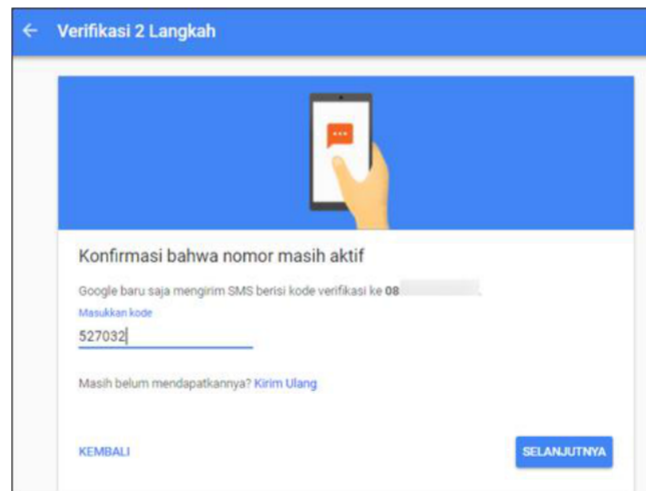 Verifikasi 2 Langkah
Konfirmasi bahwa nomor masih aktif
Google baru saja mengirim SMS berisi kode verifikasi ke 08 .
Masukkan kode
527032
Masih belum mendapatkannya? Kirim Ulang
KEMBALI SELANJUTNYA